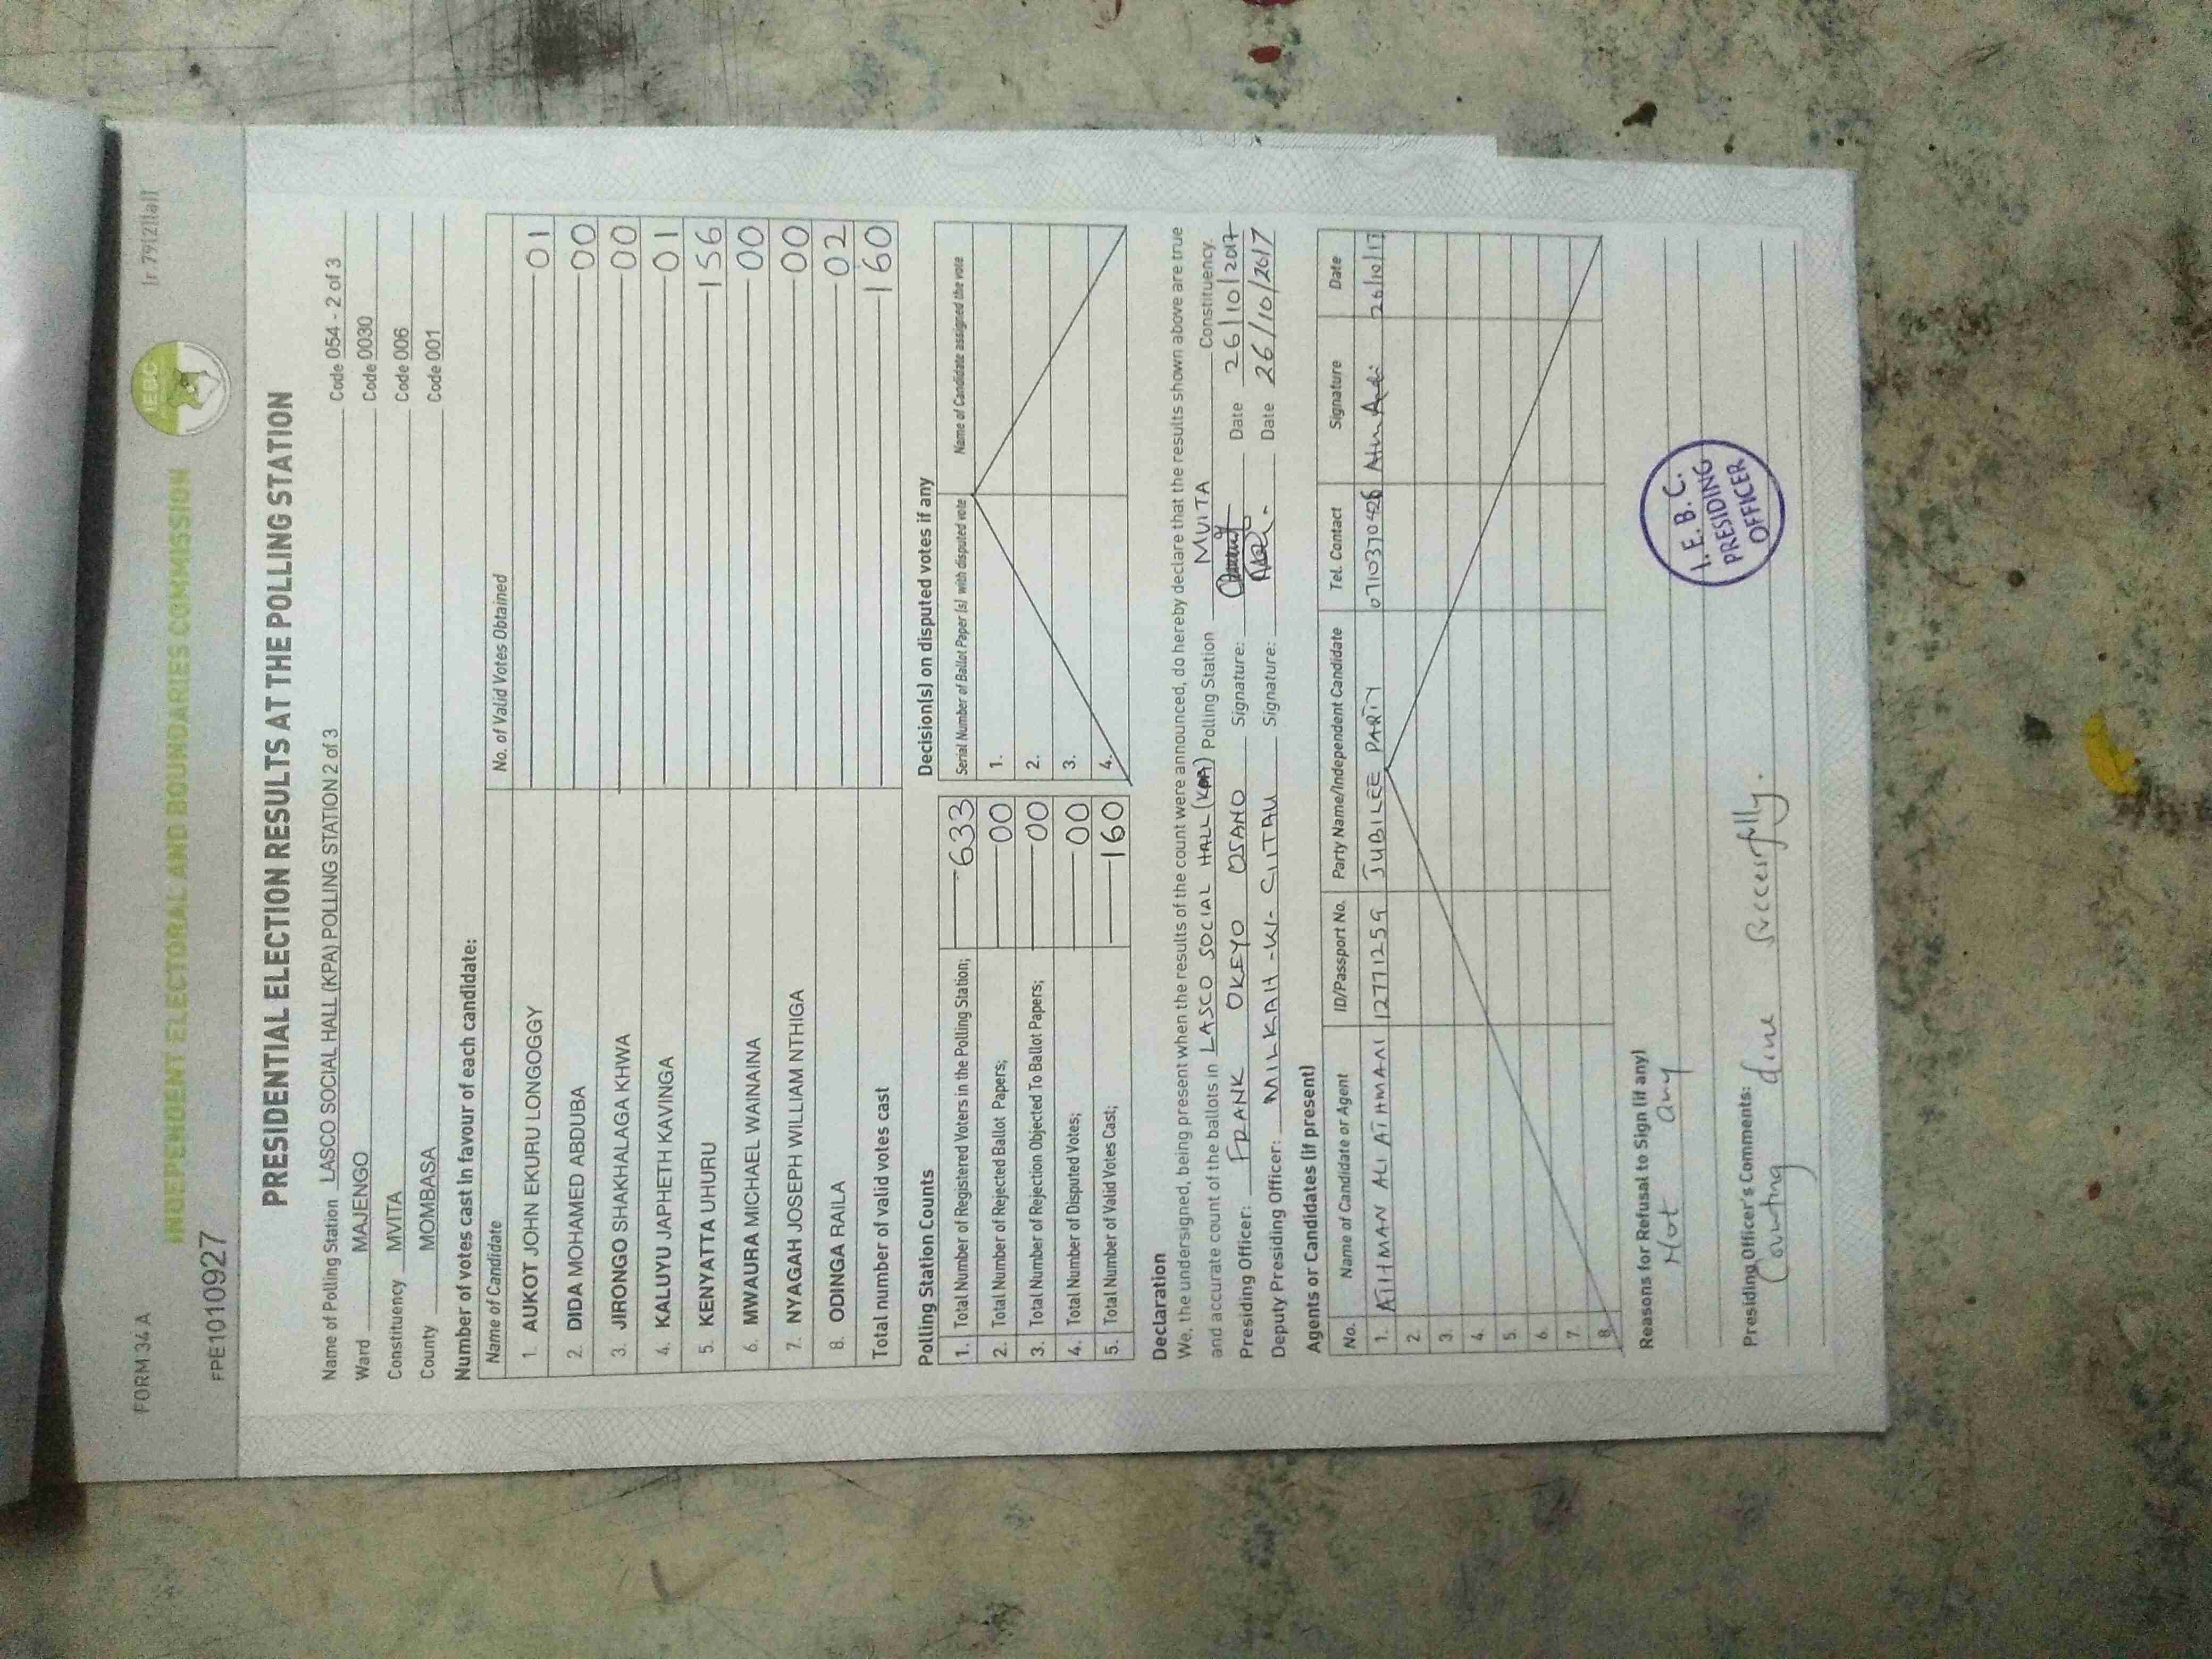 FORM 34 A
[r 79(2)(a)]
INDEPENDENT ELECTORAL AND BOUNDARIES COMMISSION
IEBC
FPE1010927
PRESIDENTIAL ELECTION RESULTS AT THE POLLING STATION
Name of Polling Station LASCO SOCIAL HALL (KPA) POLLING STATION 2 of 3 Code 054 - 2 of 3
Ward MAJENGO Code 0030
Constituency MVITA Code 006
County MOMBASA Code 001
Number of votes cast in favour of each candidate:
Name of Candidate No. of Valid Votes Obtained
1. AUKOT JOHN EKURU LONGOGGY 01
2. DIDA MOHAMED ABDUBA 00
3. JIRONGO SHAKHALAGA KHWA 00
4. KALUYU JAPHETH KAVINGA 01
5. KENYATTA UHURU 156
6. MWAURA MICHAEL WAINAINA 00
7. NYAGAH JOSEPH WILLIAM NTHIGA 00
8. ODINGA RAILA 02
Total number of valid votes cast 160
Polling Station Counts
1. Total Number of Registered Voters in the Polling Station; 633
2. Total Number of Rejected Ballot Papers; 00
3. Total Number of Rejection Objected To Ballot Papers; 00
4. Total Number of Disputed Votes; 00
5. Total Number of Valid Votes Cast; 160
Decision(s) on disputed votes if any
Serial Number of Ballot Paper (s) with disputed vote Name of Candidate assigned the vote
1.
2.
3.
4.
Declaration
We, the undersigned, being present when the results of the count were announced, do hereby declare that the results shown above are true
and accurate count of the ballots in LASCO SOCIAL HALL (KPA) Polling Station MVITA Constituency.
Presiding Officer: FRANK OKEYO OSANO Signature: Date 26/10/2017
Deputy Presiding Officer: MILKAH Signature: Date 26/10/2017
Agents or Candidates (if present)
No. Name of Candidate or Agent ID/Passport No. Party Name/Independent Candidate Tel. Contact Signature Date
1. ATHMAN ALI ATHMANI 12771259 JUBILEE PARTY 0710370426 26/10/17
2.
3.
4.
5.
6.
7.
8.
Reasons for Refusal to Sign (if any)
Not any
I. E. B. C.
PRESIDING
OFFICER
Presiding Officer's Comments:
Counting done successfully.